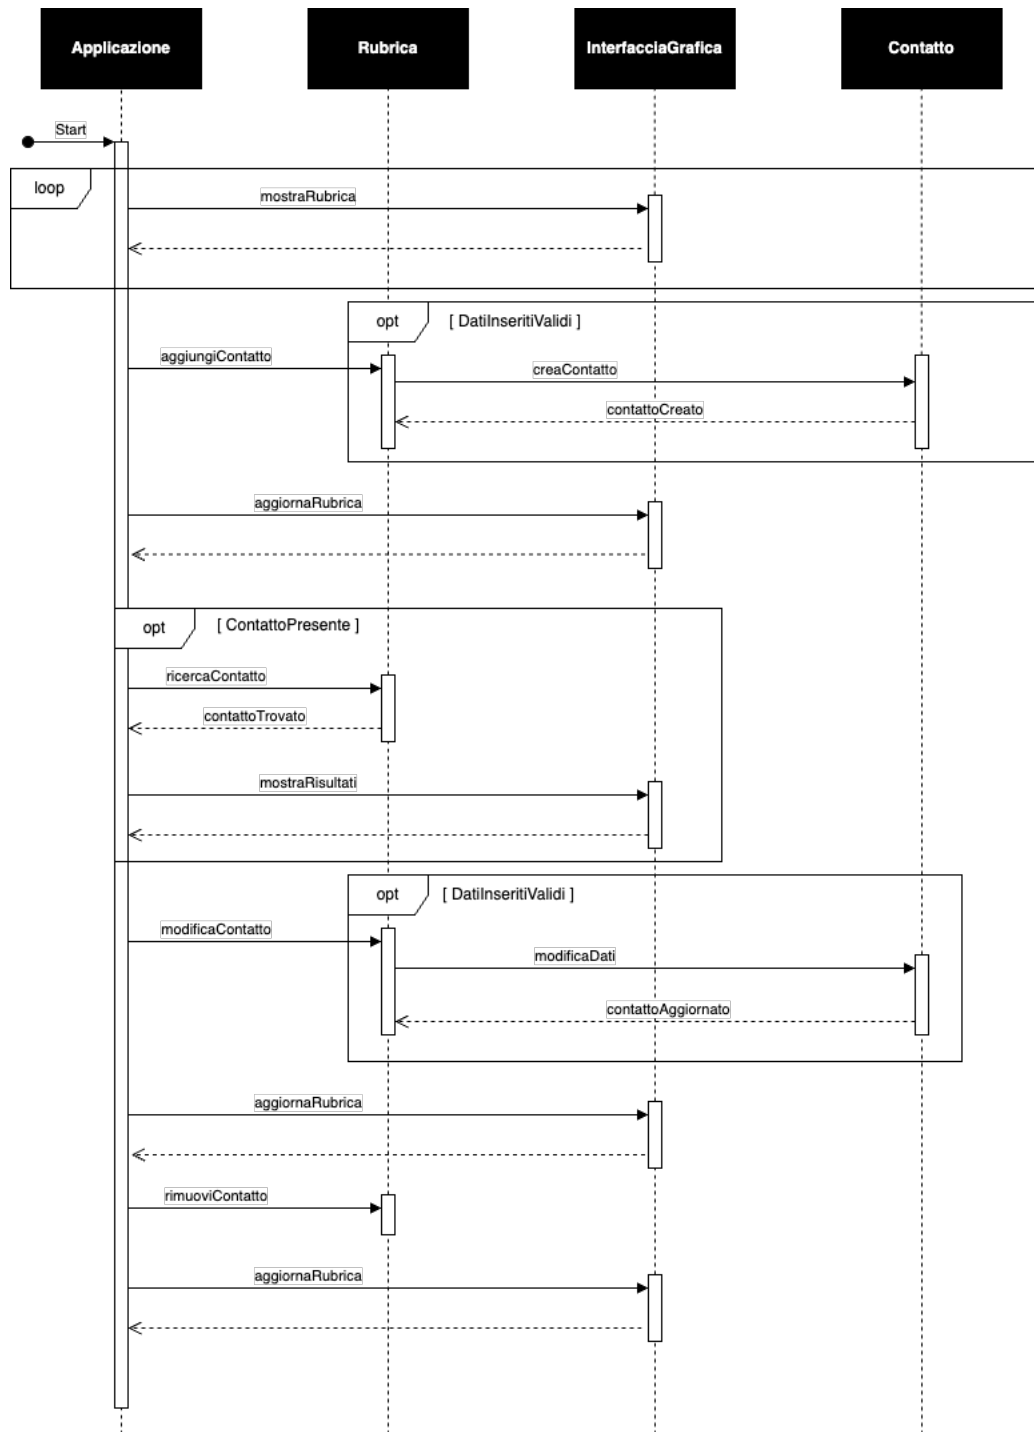 Applicazione
Rubrica
InterfacciaGrafica
Contatto
Start
loop
mostraRubrica
opt
[ DatiInseritiValidi ]
aggiungiContatto
creaContatto
contattoCreato
aggiornaRubrica
opt
[ ContattoPresente ]
ricercaContatto
contattoTrovato
mostraRisultati
opt
[ DatiInseritiValidi ]
modificaContatto
modificaDati
contattoAggiornato
aggiornaRubrica
rimuoviContatto
aggiornaRubrica